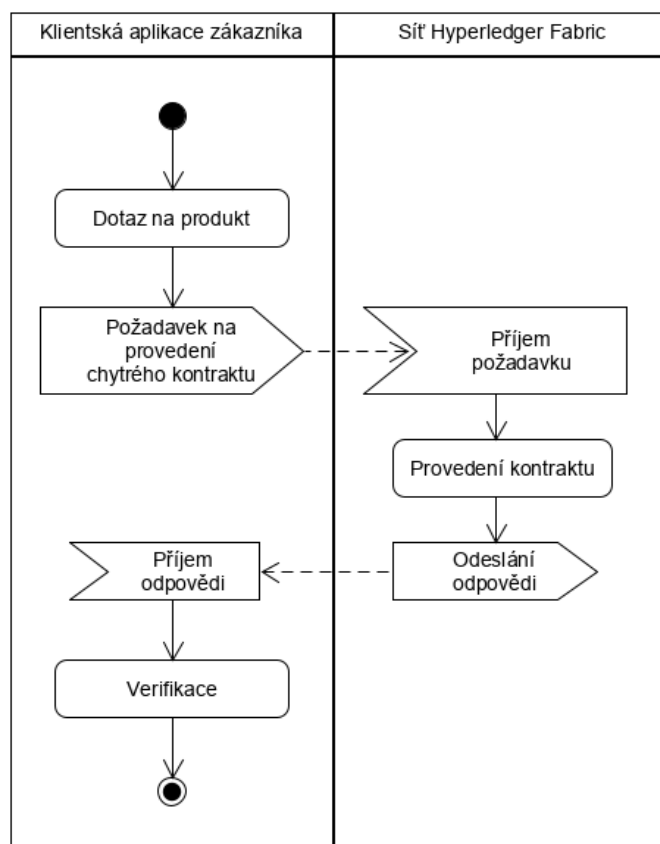 Klientská aplikace zákazníka
Síť Hyperledger Fabric
Dotaz na produkt
Požadavek na
provedení
chytrého kontraktu
Příjem
požadavku
Provedení kontraktu
Odeslání
odpovědi
Příjem
odpovědi
Verifikace